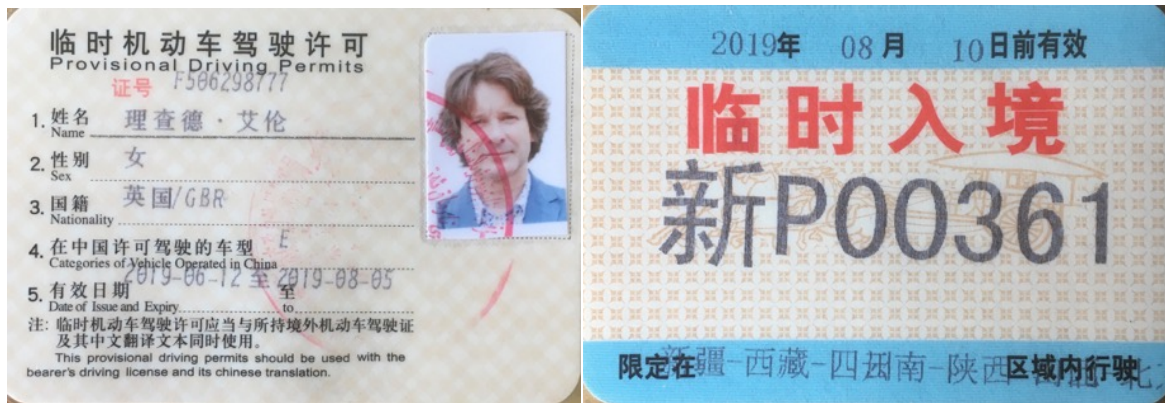 临时机动车驾驶许可
Provisional Driving Permits
证号 F506298777
1. 姓名 理查德·艾伦
Name
2. 性别 女
Sex
3. 国籍 英国/GBR
Nationality
4. 在中国许可驾驶的车型 E
Categories of Vehicle Operated in China
2019-06-12 至 2019-08-05
5. 有效日期 至
Date of Issue and Expiry to
注: 临时机动车驾驶许可应当与所持境外机动车驾驶证
及其中文翻译文本同时使用。
This provisional driving permits should be used with the
bearer's driving license and its chinese translation.
2019年 08月 10日前有效
临时入境
新P00361
限定在新疆-西藏-四 南-陕西 区域内行驶 北